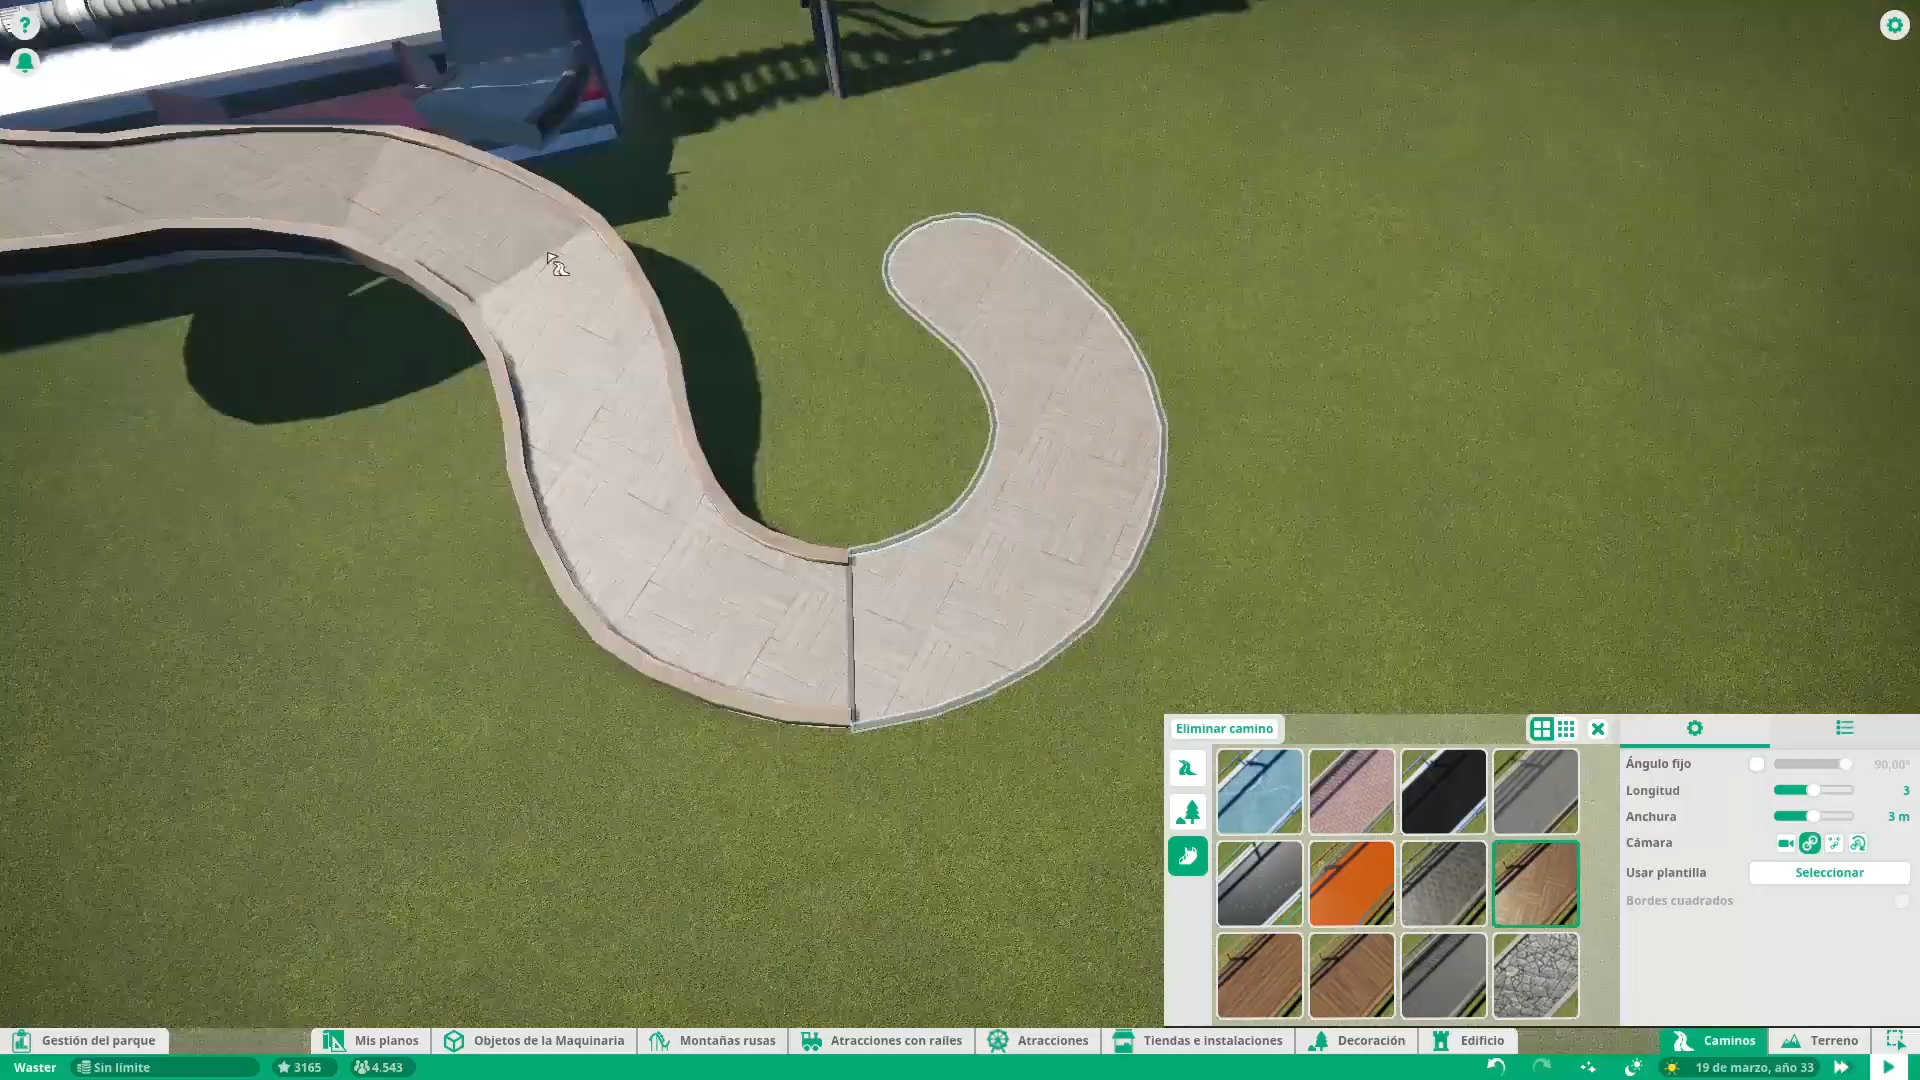 ?
Eliminar camino
Ángulo fijo
90,00°
Longitud
3
Anchura
3 m
Cámara
Usar plantilla
Seleccionar
Bordes cuadrados
Gestión del parque
Mis planos
Objetos de la Maquinaria
Montañas rusas
Atracciones con raíles
Atracciones
Tiendas e instalaciones
Decoración
Edificio
Caminos
Terreno
Waster
Sin límite
3165
4.543
19 de marzo, año 33